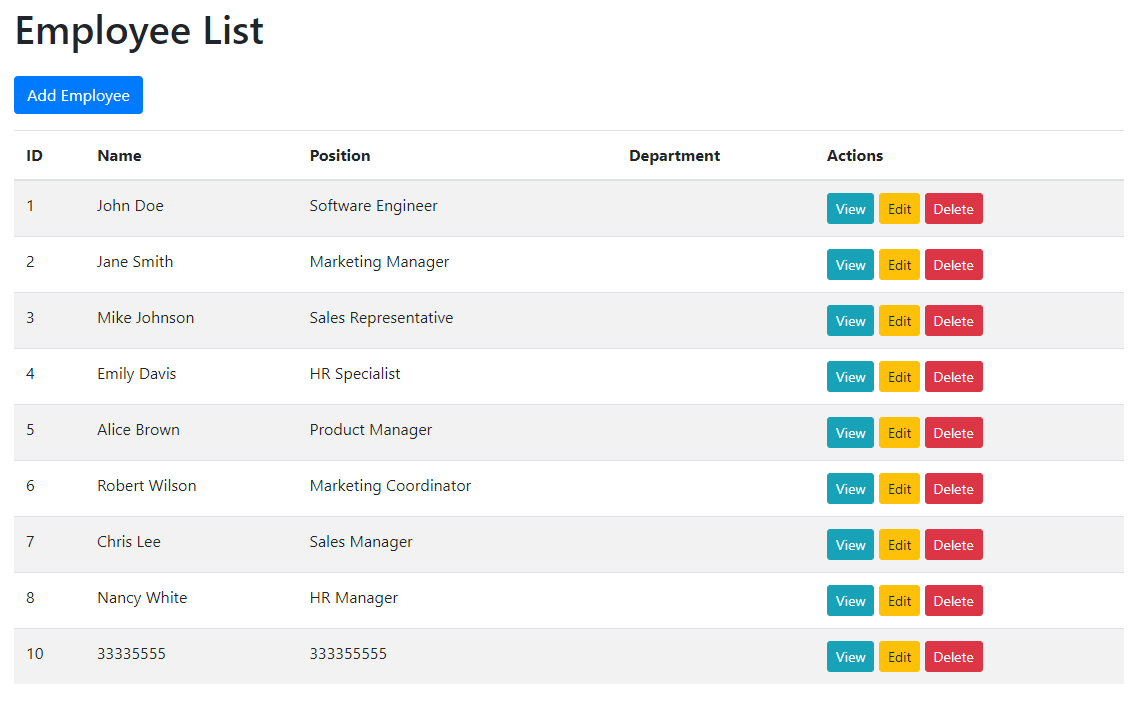 Employee List
Add Employee
ID Name Position Department Actions
1 John Doe Software Engineer View Edit Delete
2 Jane Smith Marketing Manager View Edit Delete
3 Mike Johnson Sales Representative View Edit Delete
4 Emily Davis HR Specialist View Edit Delete
5 Alice Brown Product Manager View Edit Delete
6 Robert Wilson Marketing Coordinator View Edit Delete
7 Chris Lee Sales Manager View Edit Delete
8 Nancy White HR Manager View Edit Delete
10 33335555 333355555 View Edit Delete